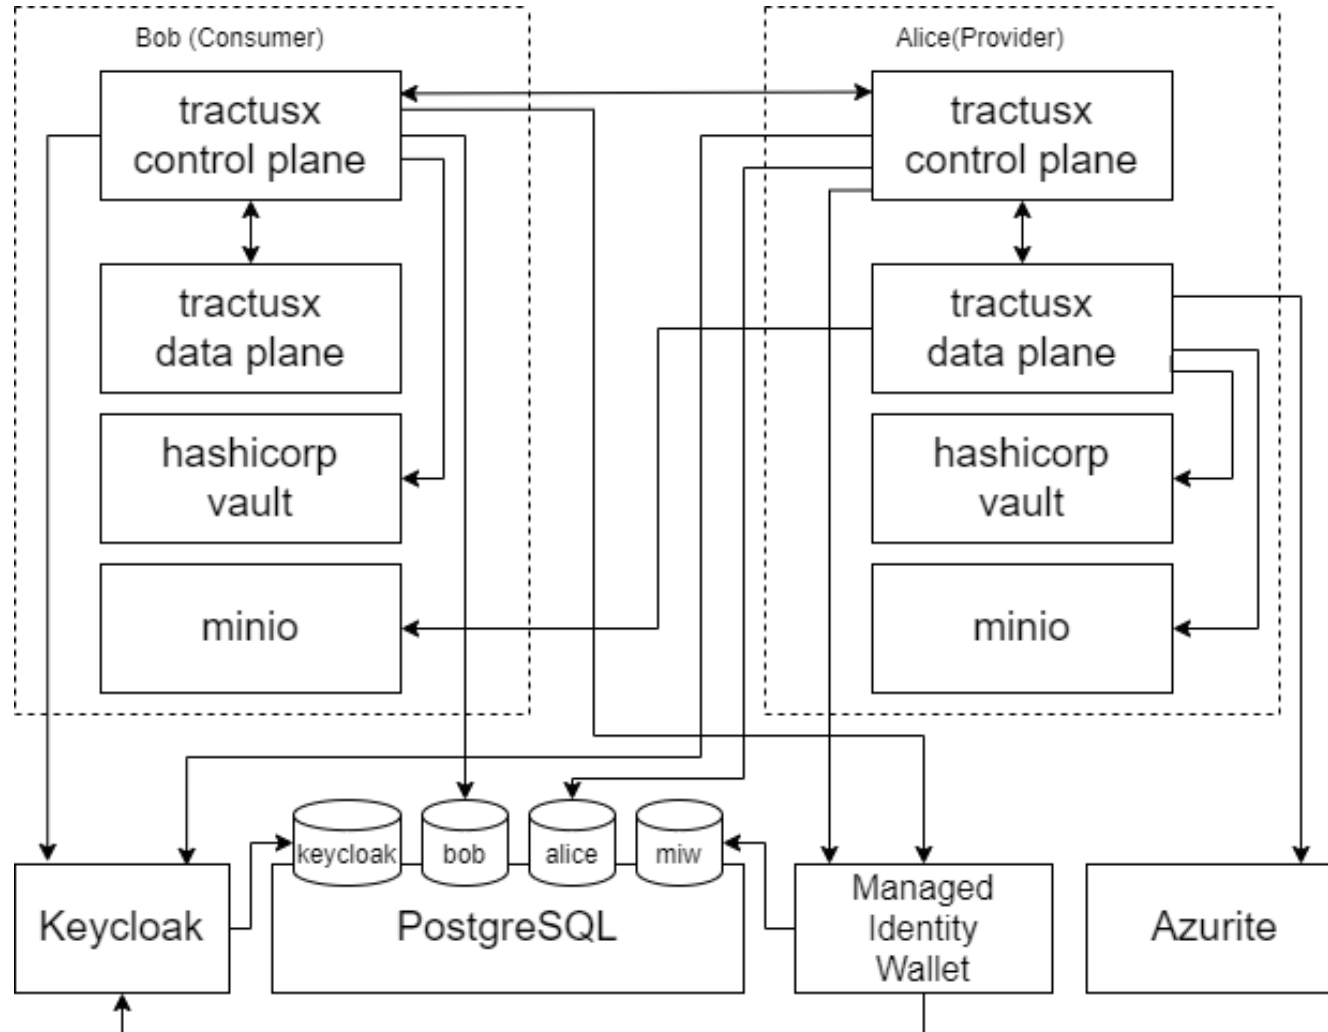 Bob (Consumer)
tractusx
control plane
tractusx
data plane
hashicorp
vault
minio
Alice(Provider)
tractusx
control plane
tractusx
data plane
hashicorp
vault
minio
keycloak
bob
alice
miw
Keycloak
PostgreSQL
Managed
Identity
Wallet
Azurite